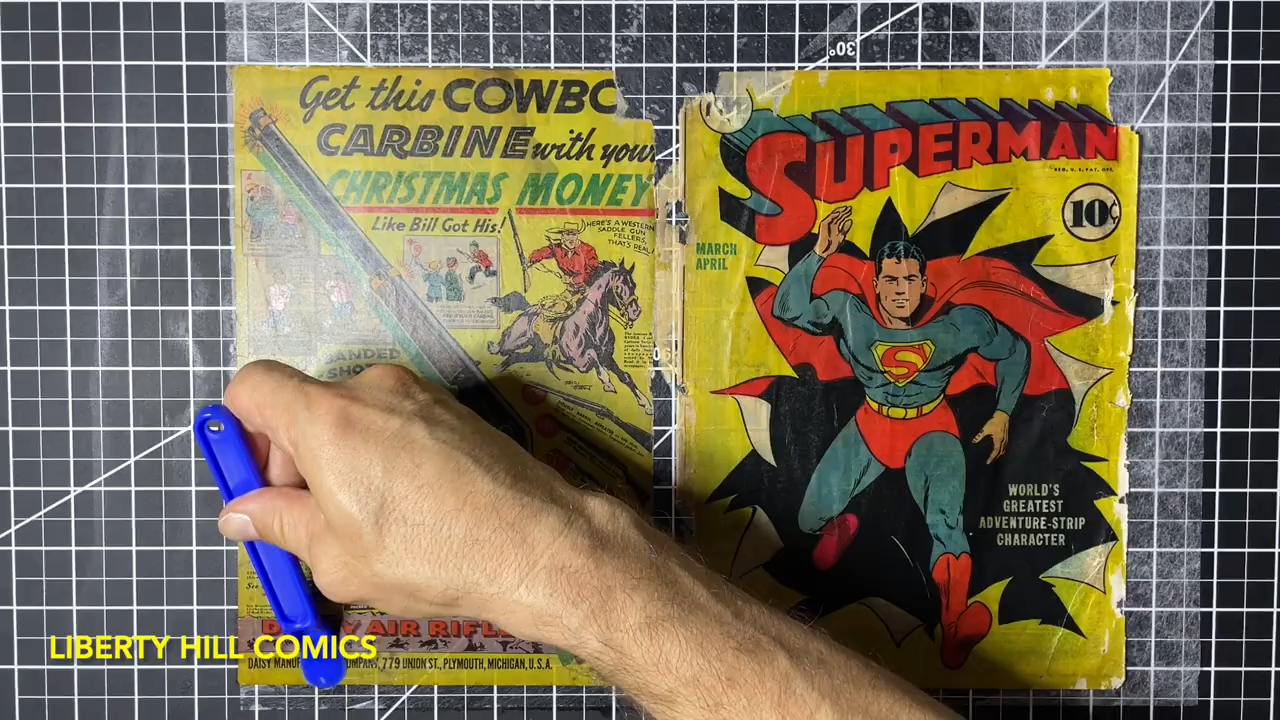 30°
Get this COWBO
CARBINE with your
CHRISTMAS MONEY
Like Bill Got His!
HERE'S A WESTERN
SADDLE GUN
FELLERS,
THAT'S REAL
BANDED
SHOT
06
SUPERMAN
REG. U. S. PAT. OFF.
10¢
MARCH
APRIL
S
WORLD'S
GREATEST
ADVENTURE-STRIP
CHARACTER
AIR RIFLE
DAISY MANUF COMPANY, 779 UNION ST., PLYMOUTH, MICHIGAN, U.S.A.
LIBERTY HILL COMICS